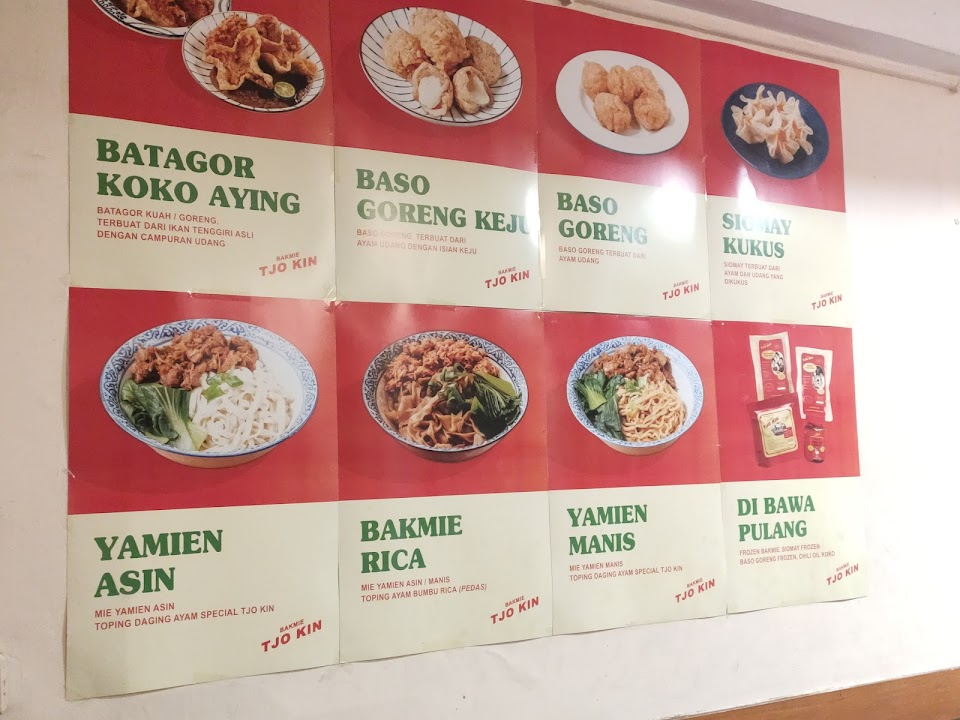 BATAGOR
KOKO AYING
BATAGOR KUAH / GORENG,
TERBUAT DARI IKAN TENGGIRI ASLI
DENGAN CAMPURAN UDANG
BAKMIE
TJO KIN
BASO
GORENG KEJU
BASO GORENG, TERBUAT DARI
AYAM UDANG DENGAN ISIAN KEJU
BAKMIE
TJO KIN
BASO
GORENG
BASO GORENG TERBUAT DARI
AYAM UDANG
BAKMIE
TJO KIN
SIOMAY
KUKUS
SIOMAY TERBUAT DARI
AYAM DAN UDANG YANG
DIKUKUS
BAKMIE
TJO KIN
YAMIEN
ASIN
MIE YAMIEN ASIN
TOPING DAGING AYAM SPECIAL TJO KIN
BAKMIE
TJO KIN
BAKMIE
RICA
MIE YAMIEN ASIN / MANIS
TOPING AYAM BUMBU RICA (PEDAS)
BAKMIE
TJO KIN
YAMIEN
MANIS
MIE YAMIEN MANIS
TOPING DAGING AYAM SPECIAL TJO KIN
BAKMIE
TJO KIN
DI BAWA
PULANG
FROZEN BAKMIE, SIOMAY FROZEN
BASO GORENG FROZEN, CHILI OIL KOKO
BAKMIE
TJO KIN